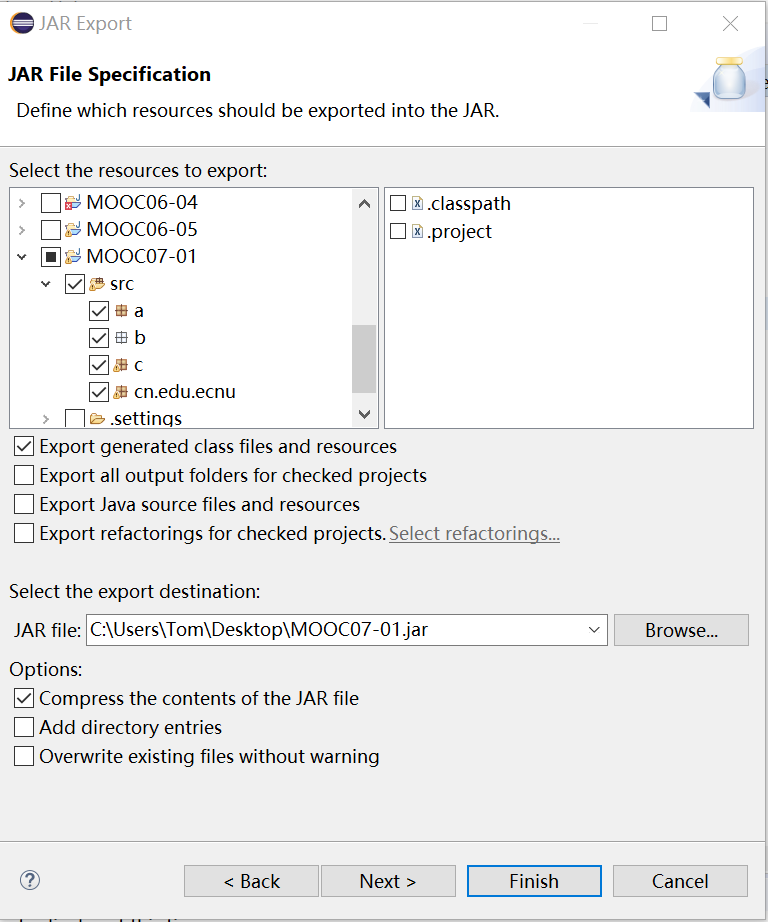 JAR Export
JAR File Specification
Define which resources should be exported into the JAR.
Select the resources to export:
MOOC06-04
MOOC06-05
MOOC07-01
src
a
b
c
cn.edu.ecnu
.settings
.classpath
.project
Export generated class files and resources
Export all output folders for checked projects
Export Java source files and resources
Export refactorings for checked projects. Select refactorings...
Select the export destination:
JAR file: C:\Users\Tom\Desktop\MOOC07-01.jar Browse...
Options:
Compress the contents of the JAR file
Add directory entries
Overwrite existing files without warning
? < Back Next > Finish Cancel